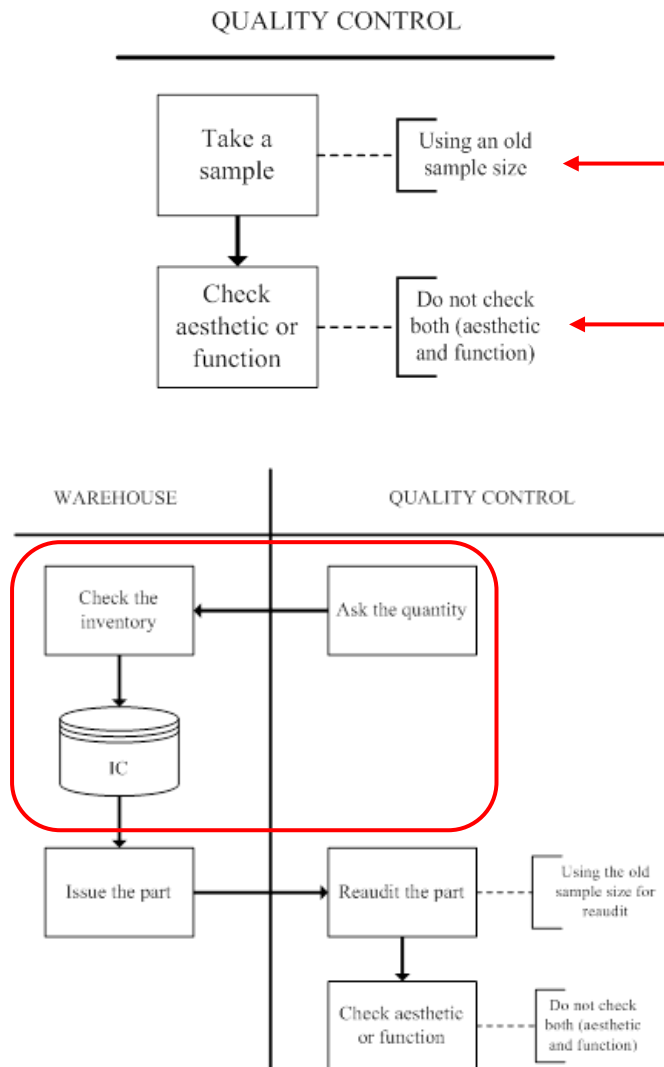 QUALITY CONTROL
Take a
sample
Using an old
sample size
Check
aesthetic or
function
Do not check
both (aesthetic
and function)
WAREHOUSE
QUALITY CONTROL
Check the
inventory
Ask the quantity
IC
Issue the part
Reaudit the part
Using the old
sample size for
reaudit
Check aesthetic
or function
Do not check
both (aesthetic
and function)